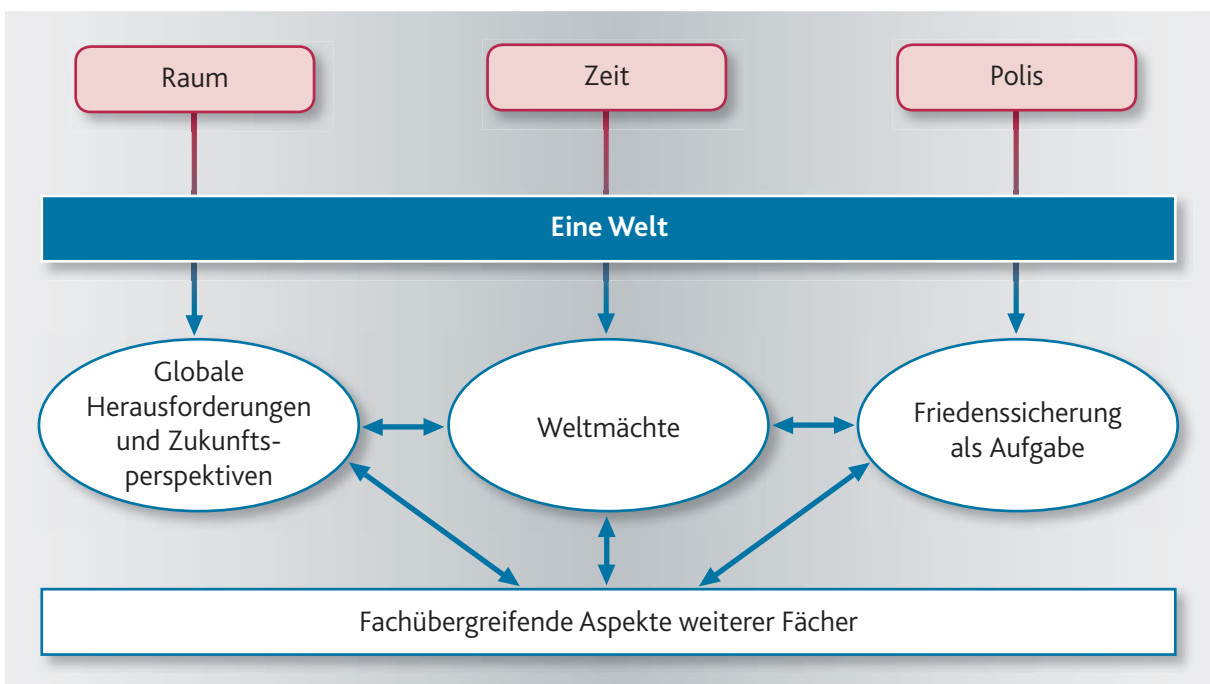 Raum
Zeit
Polis
Eine Welt
Globale
Herausforderungen
und Zukunfts-
perspektiven
Weltmächte
Friedenssicherung
als Aufgabe
Fachübergreifende Aspekte weiterer Fächer